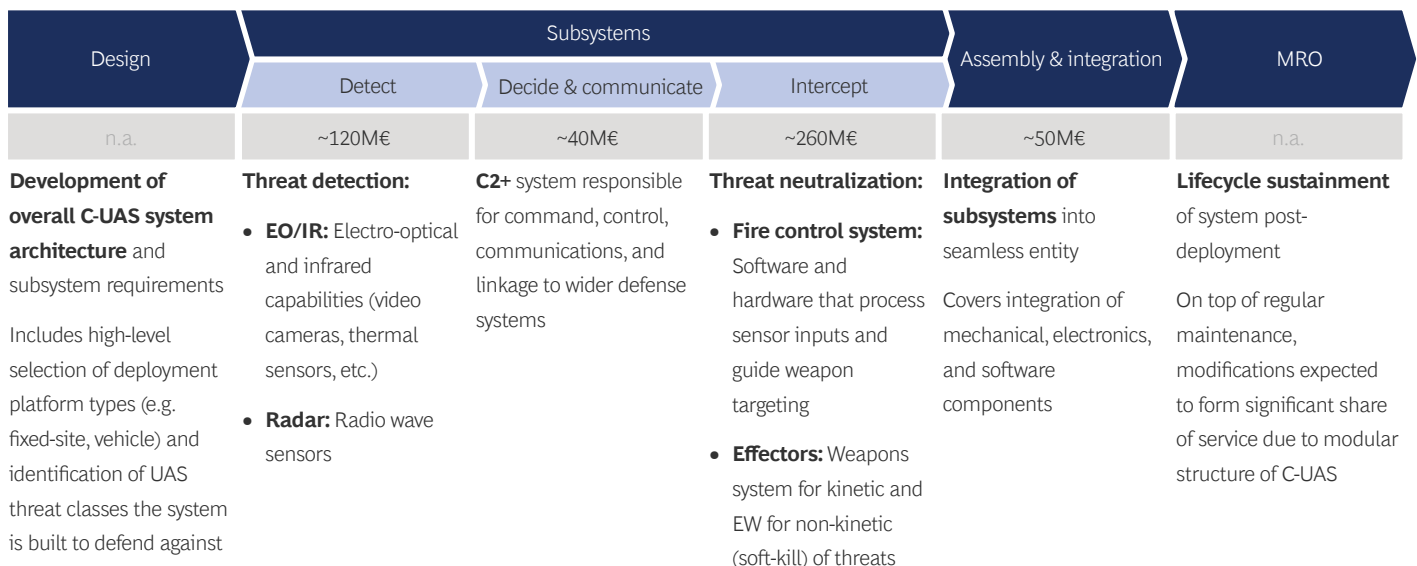 Design
Subsystems
Detect
Decide & communicate
Intercept
Assembly & integration
MRO
n.a.
~120M€
~40M€
~260M€
~50M€
n.a.
Development of
overall C-UAS system
architecture and
subsystem requirements
Includes high-level
selection of deployment
platform types (e.g.
fixed-site, vehicle) and
identification of UAS
threat classes the system
is built to defend against
Threat detection:
• EO/IR: Electro-optical
and infrared
capabilities (video
cameras, thermal
sensors, etc.)
• Radar: Radio wave
sensors
C2+ system responsible
for command, control,
communications, and
linkage to wider defense
systems
Threat neutralization:
• Fire control system:
Software and
hardware that process
sensor inputs and
guide weapon
targeting
• Effectors: Weapons
system for kinetic and
EW for non-kinetic
(soft-kill) of threats
Integration of
subsystems into
seamless entity
Covers integration of
mechanical, electronics,
and software
components
Lifecycle sustainment
of system post-
deployment
On top of regular
maintenance,
modifications expected
to form significant share
of service due to modular
structure of C-UAS